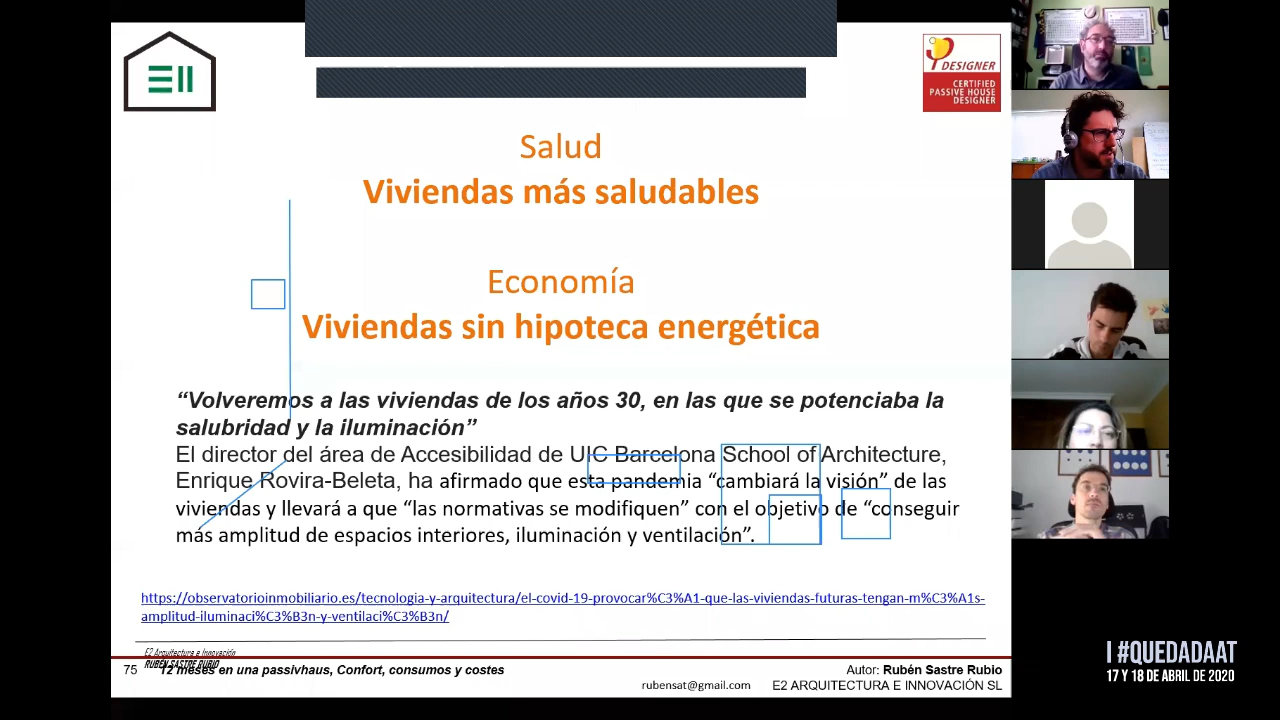 DESIGNER
CERTIFIED
PASSIVE HOUSE
DESIGNER
Salud
Viviendas más saludables
Economía
Viviendas sin hipoteca energética
“Volveremos a las viviendas de los años 30, en las que se potenciaba la
salubridad y la iluminación”
El director del área de Accesibilidad de UIC Barcelona School of Architecture,
Enrique Rovira-Beleta, ha afirmado que esta pandemia “cambiará la visión” de las
viviendas y llevará a que “las normativas se modifiquen” con el objetivo de “conseguir
más amplitud de espacios interiores, iluminación y ventilación”.
https://observatorioinmobiliario.es/tecnologia-y-arquitectura/el-covid-19-provocar%C3%A1-que-las-viviendas-futuras-tengan-m%C3%A1s-
amplitud-iluminaci%C3%B3n-y-ventilaci%C3%B3n/
E2 Arquitectura e Innovación
RUBÉN SASTRE RUBIO
75 12 meses en una passivhaus, Confort, consumos y costes
Autor: Rubén Sastre Rubio
rubensat@gmail.com E2 ARQUITECTURA E INNOVACIÓN SL
I #QUEDADAAT
17 Y 18 DE ABRIL DE 2020